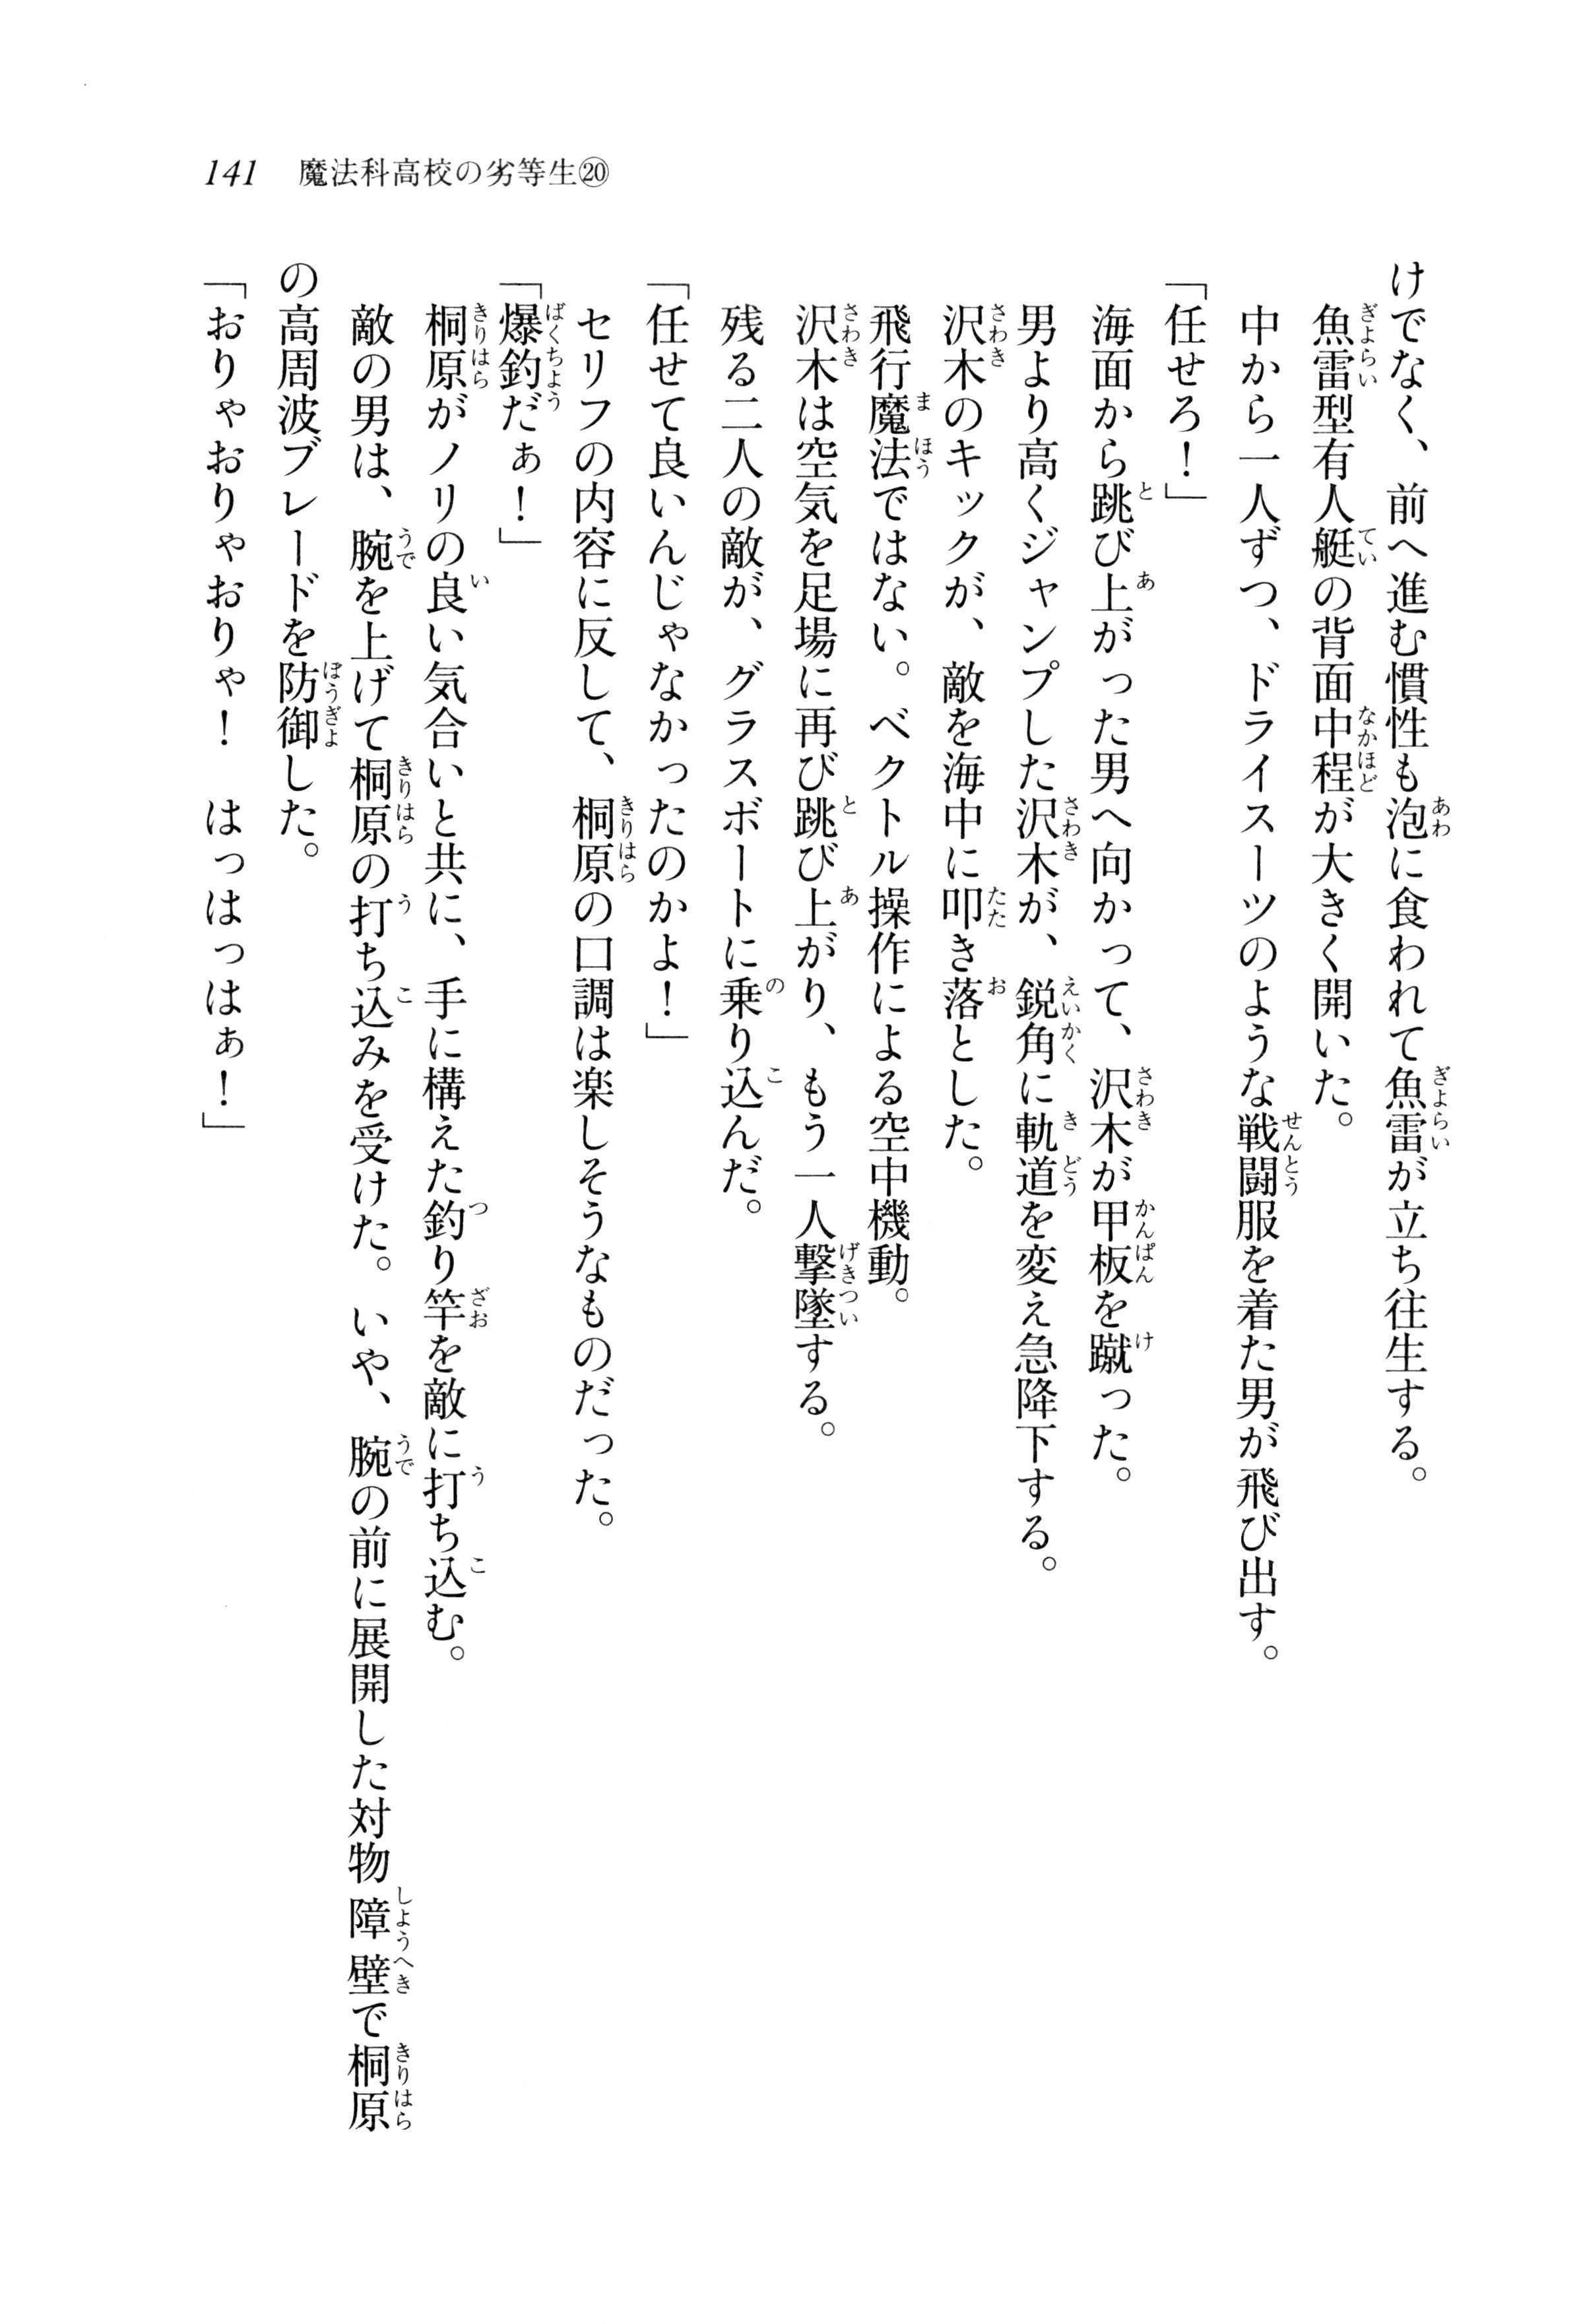 141　魔法科高校の劣等生⑳
けでなく、前へ進む慣性も泡に食われて魚雷が立ち往生する。
魚雷型有人艇の背面中程が大きく開いた。
中から一人ずつ、ドライスーツのような戦闘服を着た男が飛び出す。
「任せろ！」
海面から跳び上がった男へ向かって、沢木が甲板を蹴った。
男より高くジャンプした沢木が、鋭角に軌道を変え急降下する。
沢木のキックが、敵を海中に叩き落とした。
飛行魔法ではない。ベクトル操作による空中機動。
沢木は空気を足場に再び跳び上がり、もう一人撃墜する。
残る二人の敵が、グラスボートに乗り込んだ。
「任せて良いんじゃなかったのかよ！」
セリフの内容に反して、桐原の口調は楽しそうなものだった。
「爆釣だぁ！」
桐原がノリの良い気合いと共に、手に構えた釣り竿を敵に打ち込む。
敵の男は、腕を上げて桐原の打ち込みを受けた。いや、腕の前に展開した対物障壁で桐原
の高周波ブレードを防御した。
「おりゃおりゃおりゃ！　はっはっはぁ！」